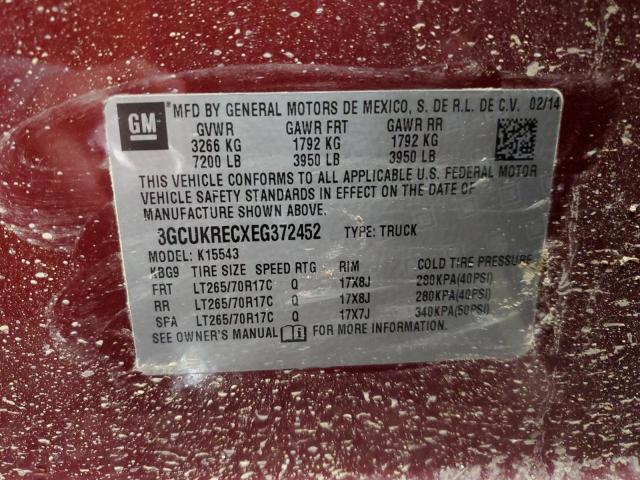 GM
MFD BY GENERAL MOTORS DE MEXICO, S. DE R.L. DE C.V. 02/14
GVWR GAWR FRT GAWR RR
3266 KG 1792 KG 1792 KG
7200 LB 3950 LB 3950 LB
THIS VEHICLE CONFORMS TO ALL APPLICABLE U.S. FEDERAL MOTOR
VEHICLE SAFETY STANDARDS IN EFFECT ON THE DATE OF
MANUFACTURE SHOWN ABOVE.
3GCUKRECXEG372452 TYPE: TRUCK
MODEL: K15543
KBG9 TIRE SIZE SPEED RTG RIM COLD TIRE PRESSURE
FRT LT265/70R17C Q 17X8J 280KPA(40PSI)
RR LT265/70R17C Q 17X8J 280KPA(40PSI)
SPA LT265/70R17C Q 17X7J 340KPA(50PSI)
SEE OWNER'S MANUAL FOR MORE INFORMATION.